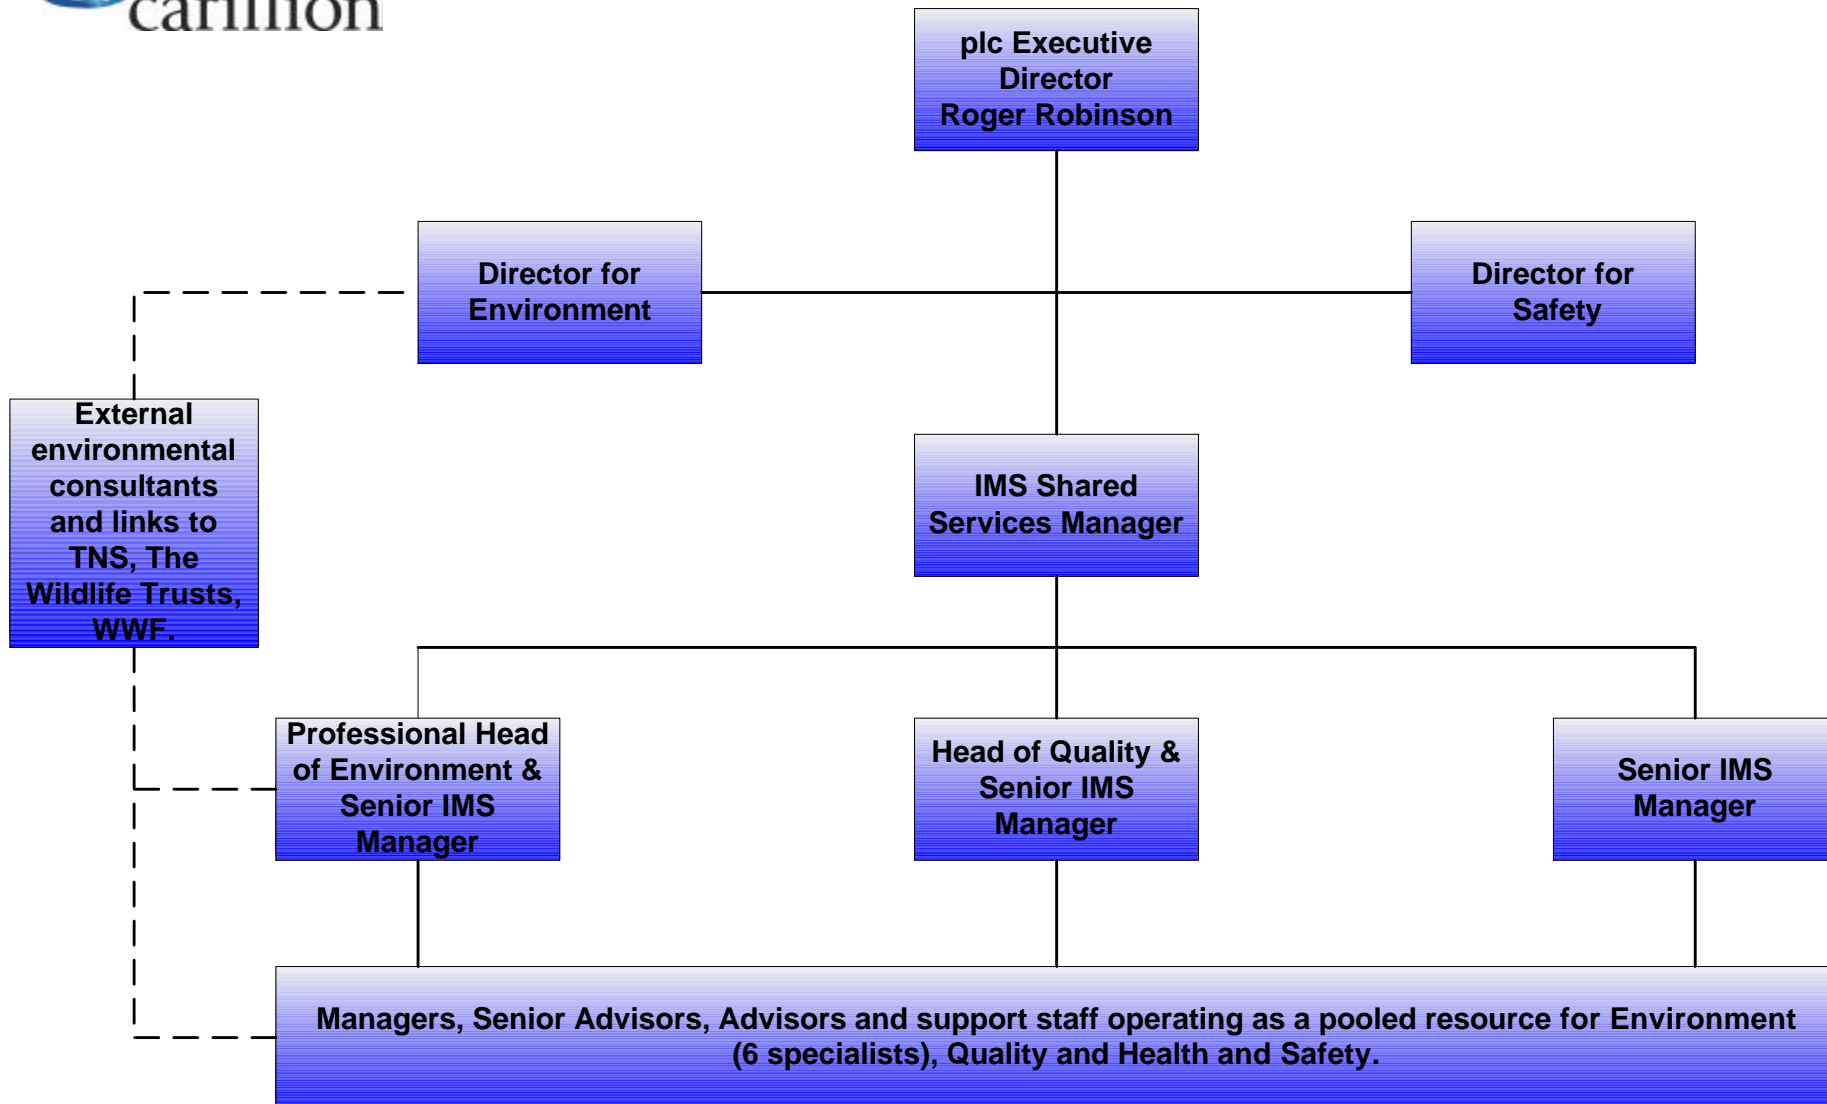 carillion
plc Executive
Director
Roger Robinson
Director for
Environment
Director for
Safety
External
environmental
consultants
and links to
TNS, The
Wildlife Trusts,
WWF.
IMS Shared
Services Manager
Professional Head
of Environment &
Senior IMS
Manager
Head of Quality &
Senior IMS
Manager
Senior IMS
Manager
Managers, Senior Advisors, Advisors and support staff operating as a pooled resource for Environment
(6 specialists), Quality and Health and Safety.